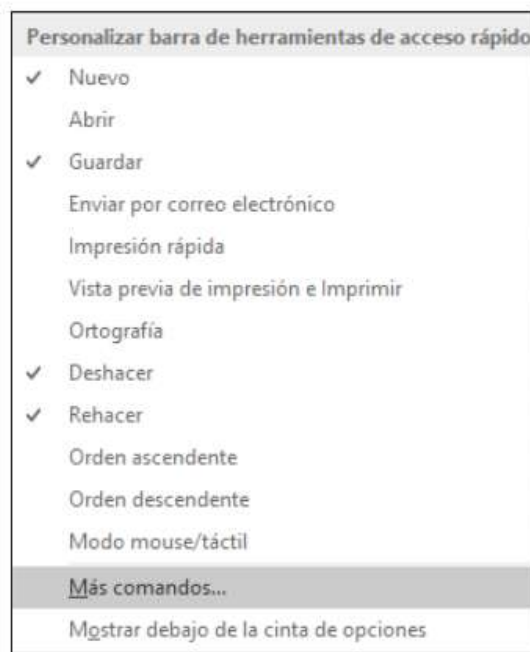 Personalizar barra de herramientas de acceso rápido
Nuevo
Abrir
Guardar
Enviar por correo electrónico
Impresión rápida
Vista previa de impresión e Imprimir
Ortografía
Deshacer
Rehacer
Orden ascendente
Orden descendente
Modo mouse/táctil
Más comandos...
Mostrar debajo de la cinta de opciones